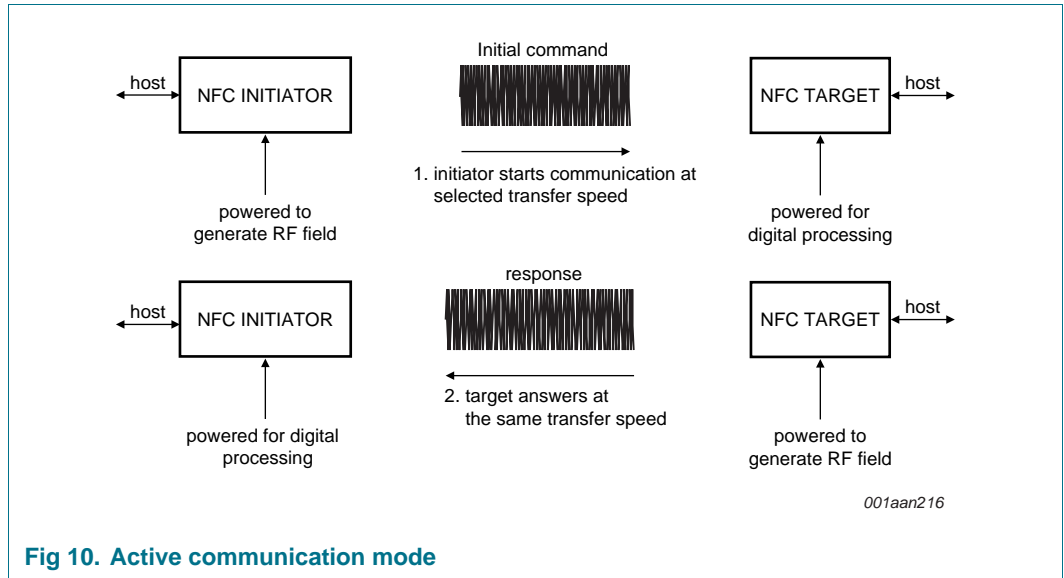 Initial command
host
NFC INITIATOR
NFC TARGET
host
1. initiator starts communication at
selected transfer speed
powered to
generate RF field
powered for
digital processing
response
host
NFC INITIATOR
NFC TARGET
host
2. target answers at
the same transfer speed
powered for digital
processing
powered to
generate RF field
001aan216
Fig 10. Active communication mode